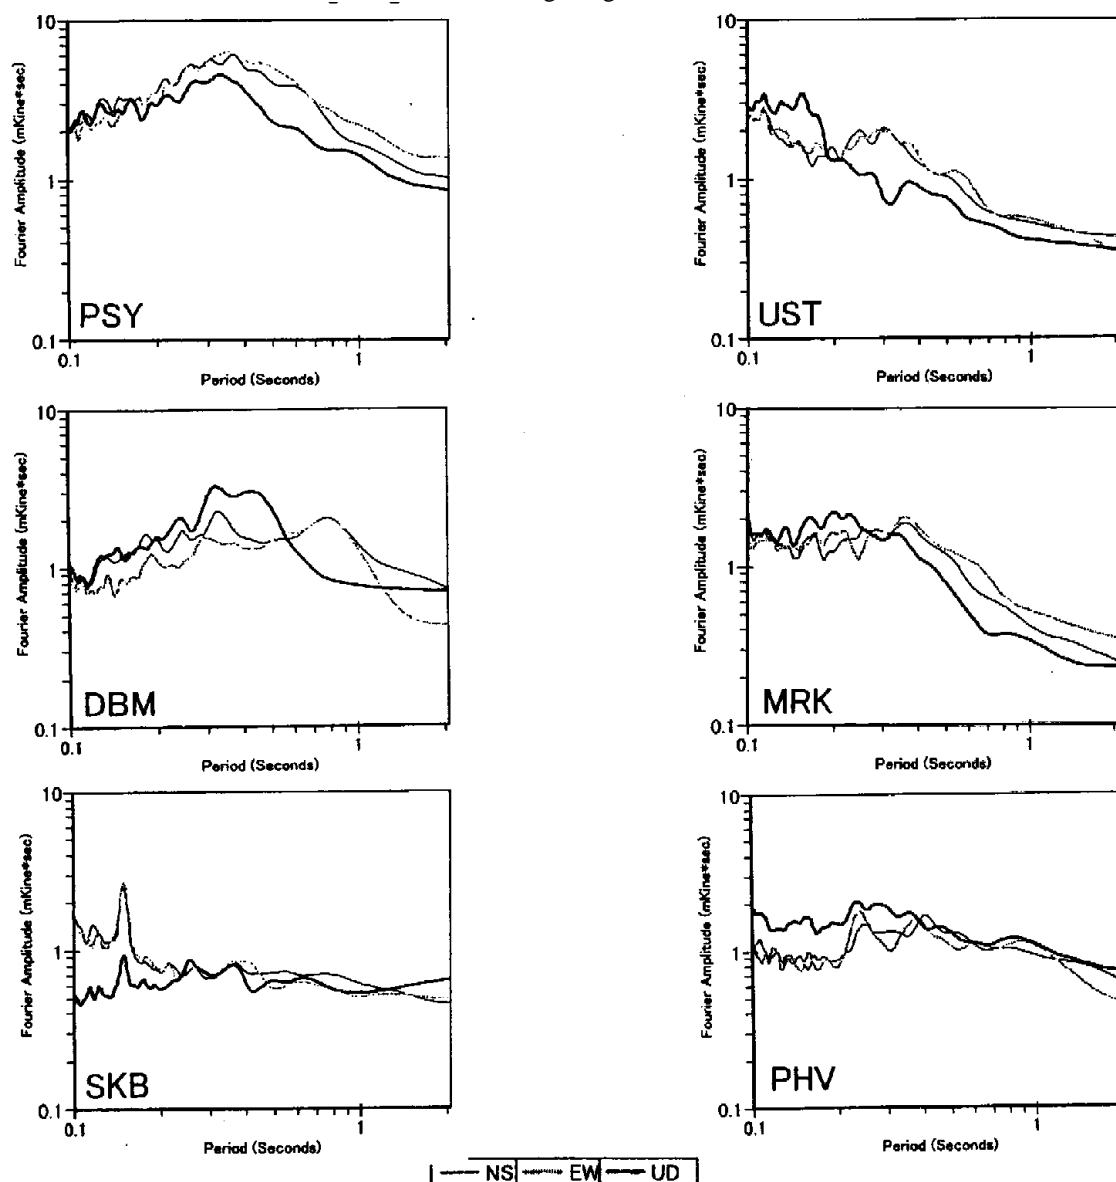 10
1
0.1
Fourier Amplitude (mKine*sec)
PSY
0.1
1
Period (Seconds)
10
1
0.1
Fourier Amplitude (mKine*sec)
UST
0.1
1
Period (Seconds)
10
1
0.1
Fourier Amplitude (mKine*sec)
DBM
0.1
1
Period (Seconds)
10
1
0.1
Fourier Amplitude (mKine*sec)
MRK
0.1
1
Period (Seconds)
10
1
0.1
Fourier Amplitude (mKine*sec)
SKB
0.1
1
Period (Seconds)
10
1
0.1
Fourier Amplitude (mKine*sec)
PHV
0.1
1
Period (Seconds)
NS EW UD